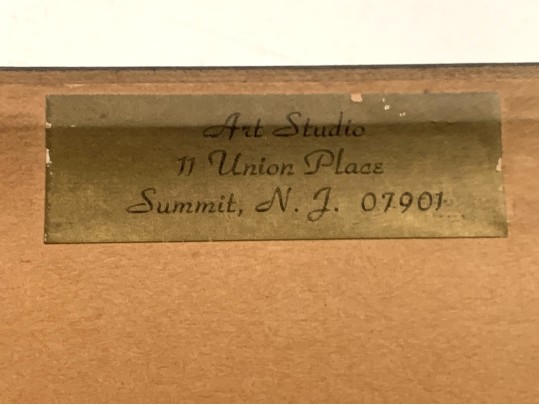 Art Studio
11 Union Place
Summit, N. J. 07901